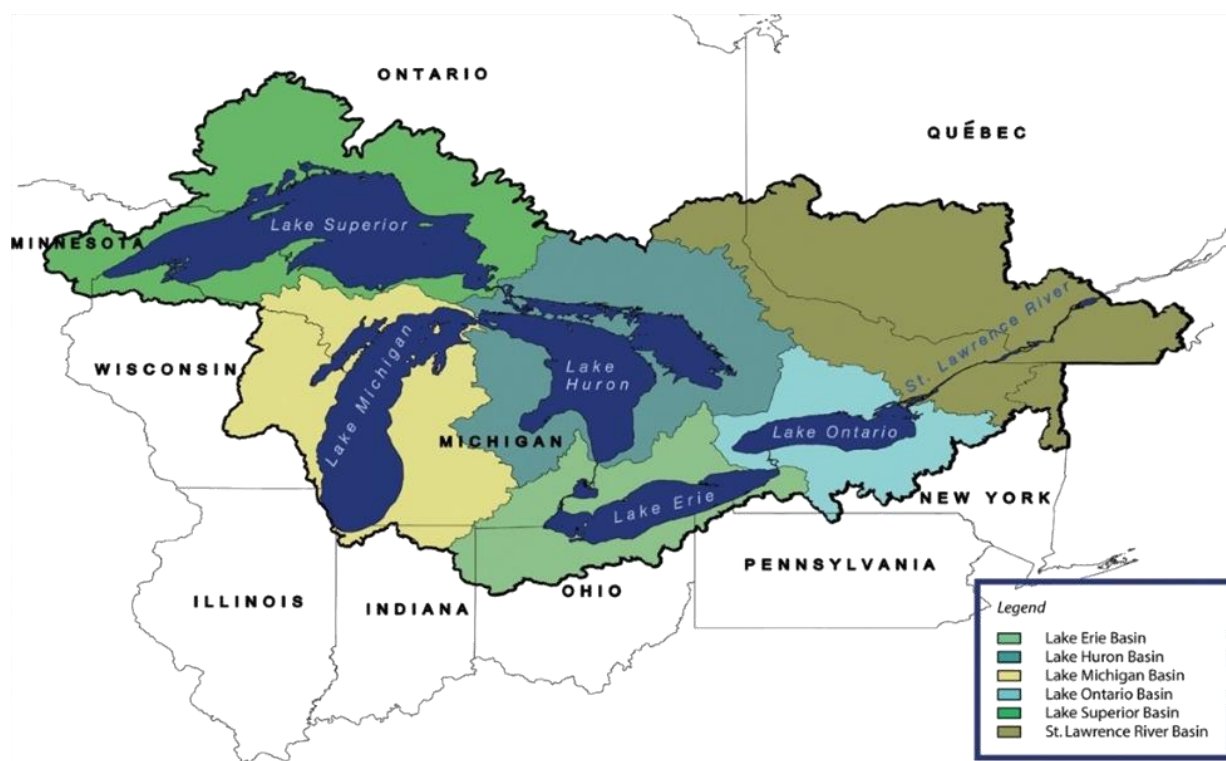 ONTARIO
QUÉBEC
Lake Superior
MINNESOTA
St. Lawrence River
WISCONSIN
Lake Michigan
Lake
Huron
MICHIGAN
Lake Ontario
Lake Erie
NEW YORK
PENNSYLVANIA
ILLINOIS
INDIANA
OHIO
Legend
Lake Erie Basin
Lake Huron Basin
Lake Michigan Basin
Lake Ontario Basin
Lake Superior Basin
St. Lawrence River Basin